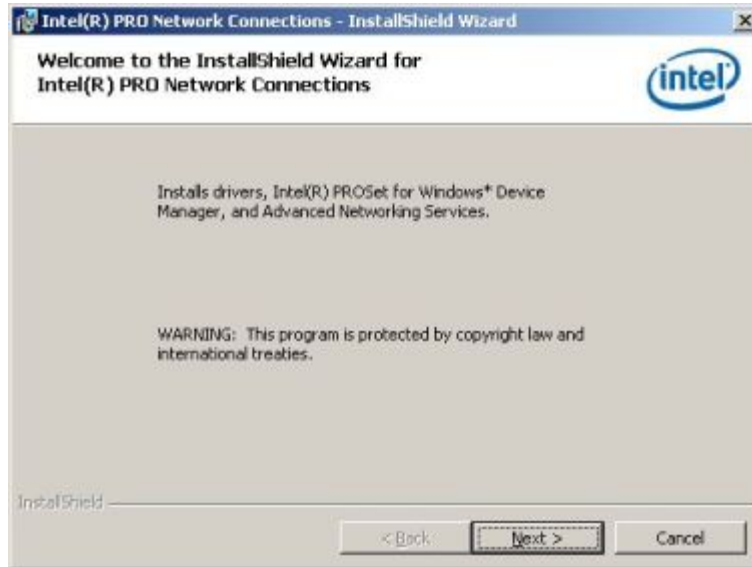 Intel(R) PRO Network Connections - InstallShield Wizard
Welcome to the InstallShield Wizard for
Intel(R) PRO Network Connections
intel
Installs drivers, Intel(R) PROSet for Windows* Device
Manager, and Advanced Networking Services.
WARNING: This program is protected by copyright law and
international treaties.
InstallShield
< Back
Next >
Cancel